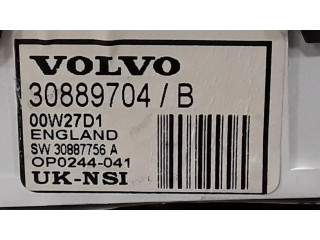 VOLVO
30889704 / B
00W27D1
ENGLAND
SW 30887756 A
OP0244-041
UK-NSI